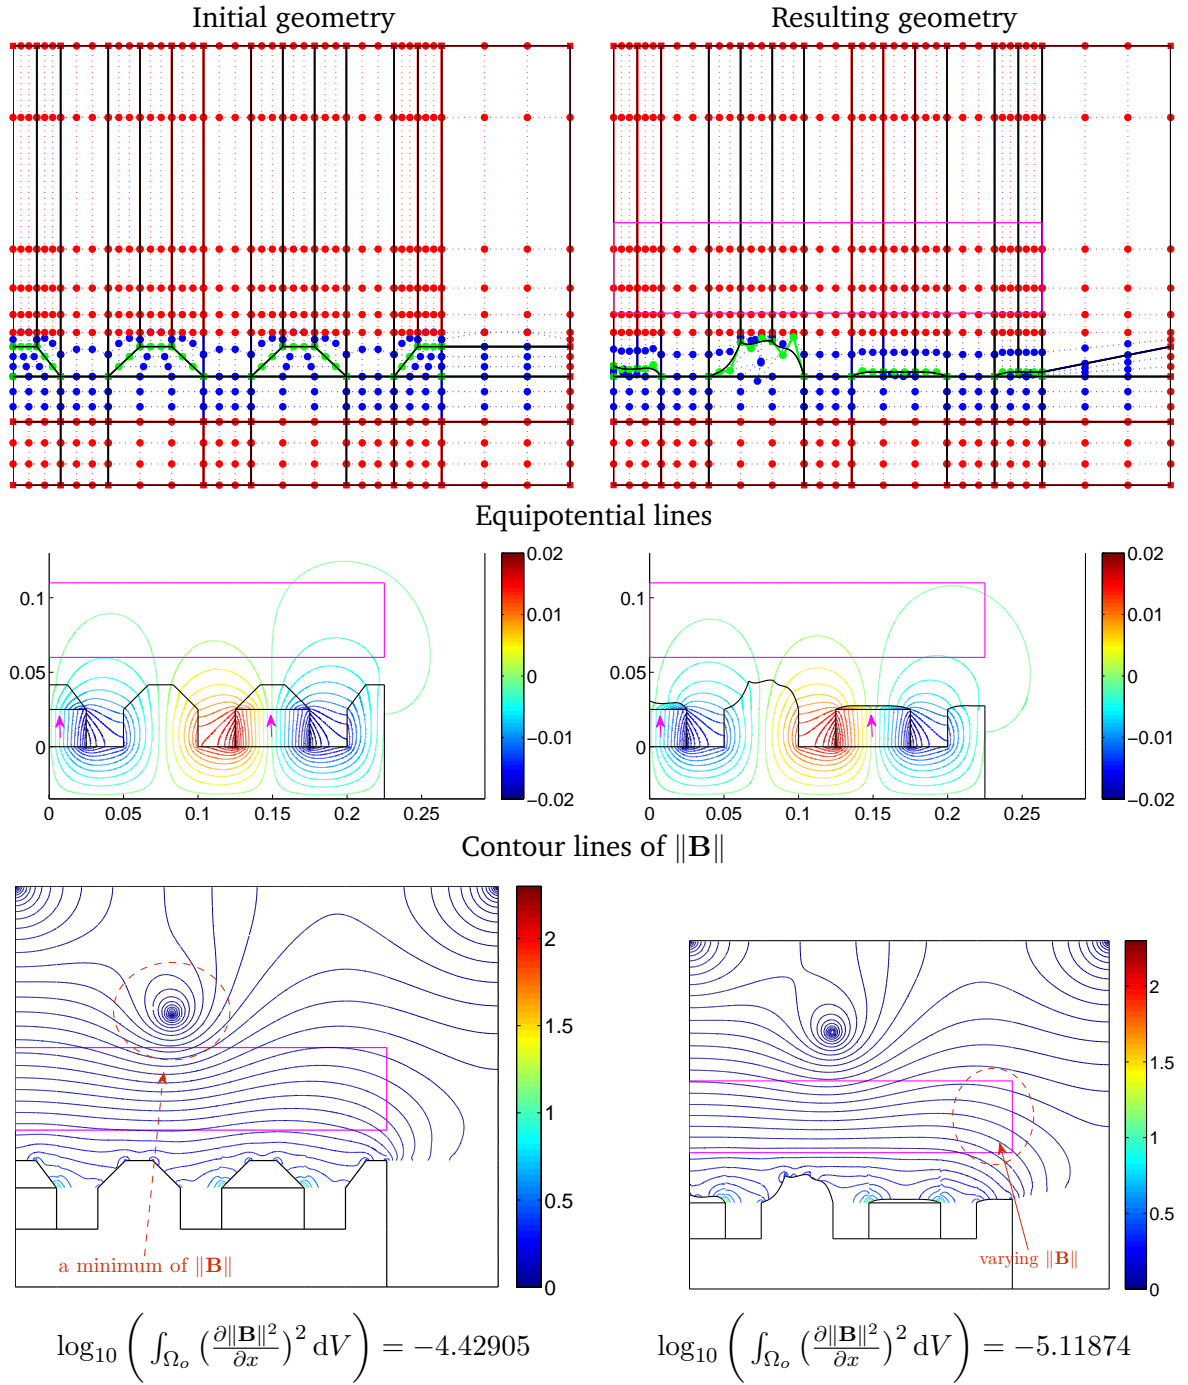 Initial geometry
Resulting geometry
Equipotential lines
0.1
0.05
0
0 0.05 0.1 0.15 0.2 0.25
0.02
0.01
0
−0.01
−0.02
0.1
0.05
0
0 0.05 0.1 0.15 0.2 0.25
0.02
0.01
0
−0.01
−0.02
Contour lines of ‖B‖
a minimum of ‖B‖
2
1.5
1
0.5
0
varying ‖B‖
2
1.5
1
0.5
0
log₁₀ ( ∫_{Ω_o} (∂‖B‖²/∂x)² dV ) = −4.42905
log₁₀ ( ∫_{Ω_o} (∂‖B‖²/∂x)² dV ) = −5.11874